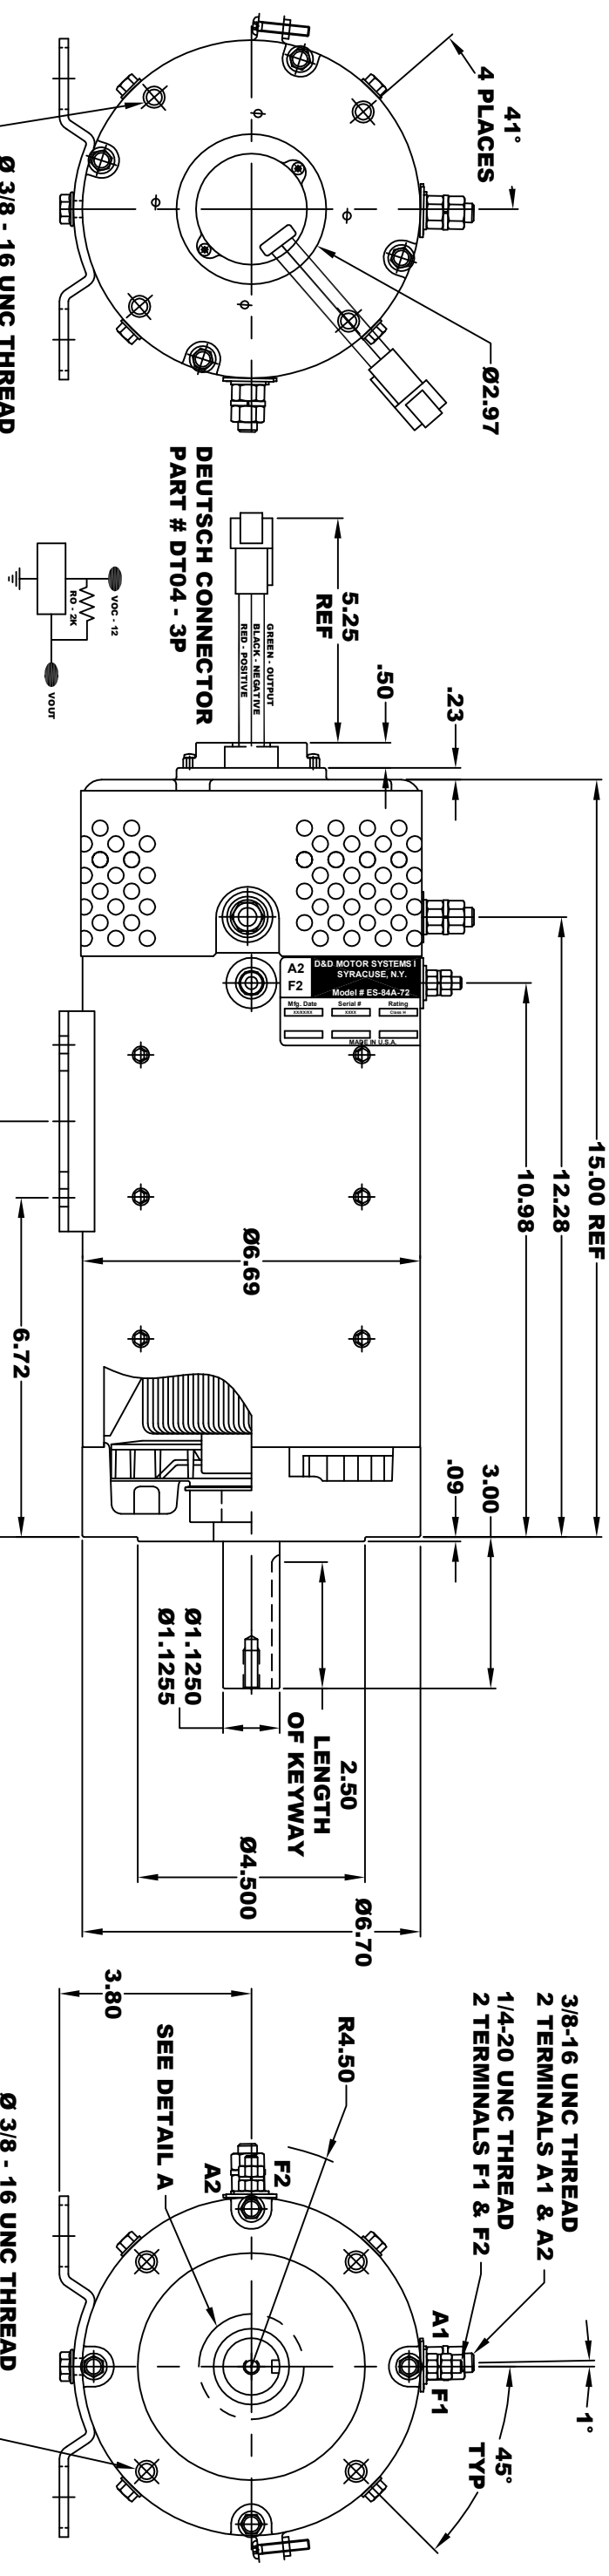 41°
4 PLACES
Ø2.97
Ø 3/8 - 16 UNC THREAD
DEUTSCH CONNECTOR
PART # DT04 - 3P
5.25
REF
GREEN - OUTPUT
BLACK - NEGATIVE
RED - POSITIVE
VOC - 12
RO - 2K
VOUT
.50
.23
15.00 REF
12.28
10.98
A2
F2
D&D MOTOR SYSTEMS I
SYRACUSE, N.Y.
Model # ES-84A-72
Mfg. Date
Serial #
Rating
XXXXXX
XXXX
Class H
MADE IN U.S.A.
Ø6.69
6.72
3.00
.09
Ø1.1250
Ø1.1255
2.50
LENGTH
OF KEYWAY
Ø4.500
Ø6.70
3/8-16 UNC THREAD
2 TERMINALS A1 & A2
1/4-20 UNC THREAD
2 TERMINALS F1 & F2
R4.50
3.80
SEE DETAIL A
F2
A2
A1
F1
1°
45°
TYP
Ø 3/8 - 16 UNC THREAD